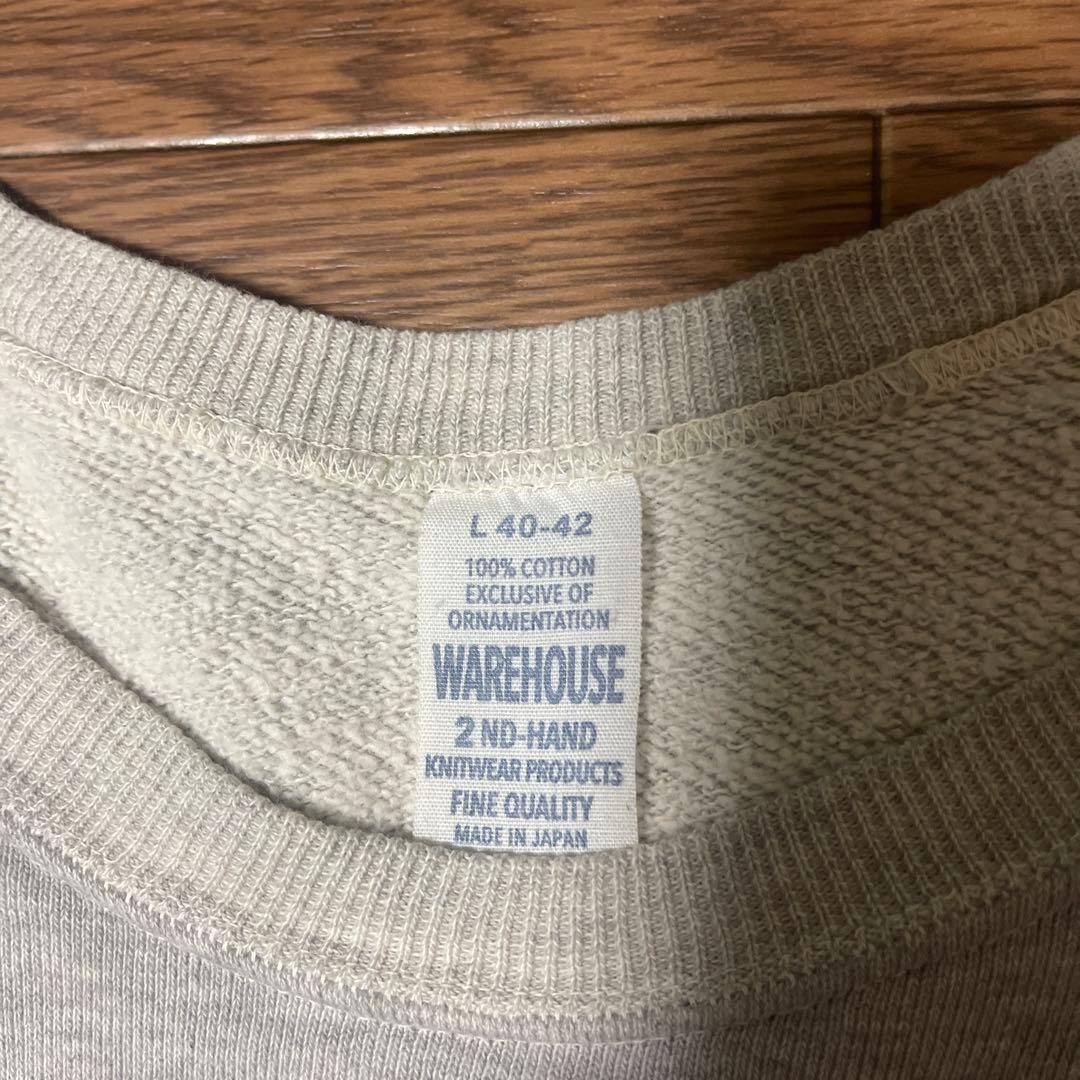 L 40-42
100% COTTON
EXCLUSIVE OF
ORNAMENTATION
WAREHOUSE
2 ND-HAND
KNITWEAR PRODUCTS
FINE QUALITY
MADE IN JAPAN